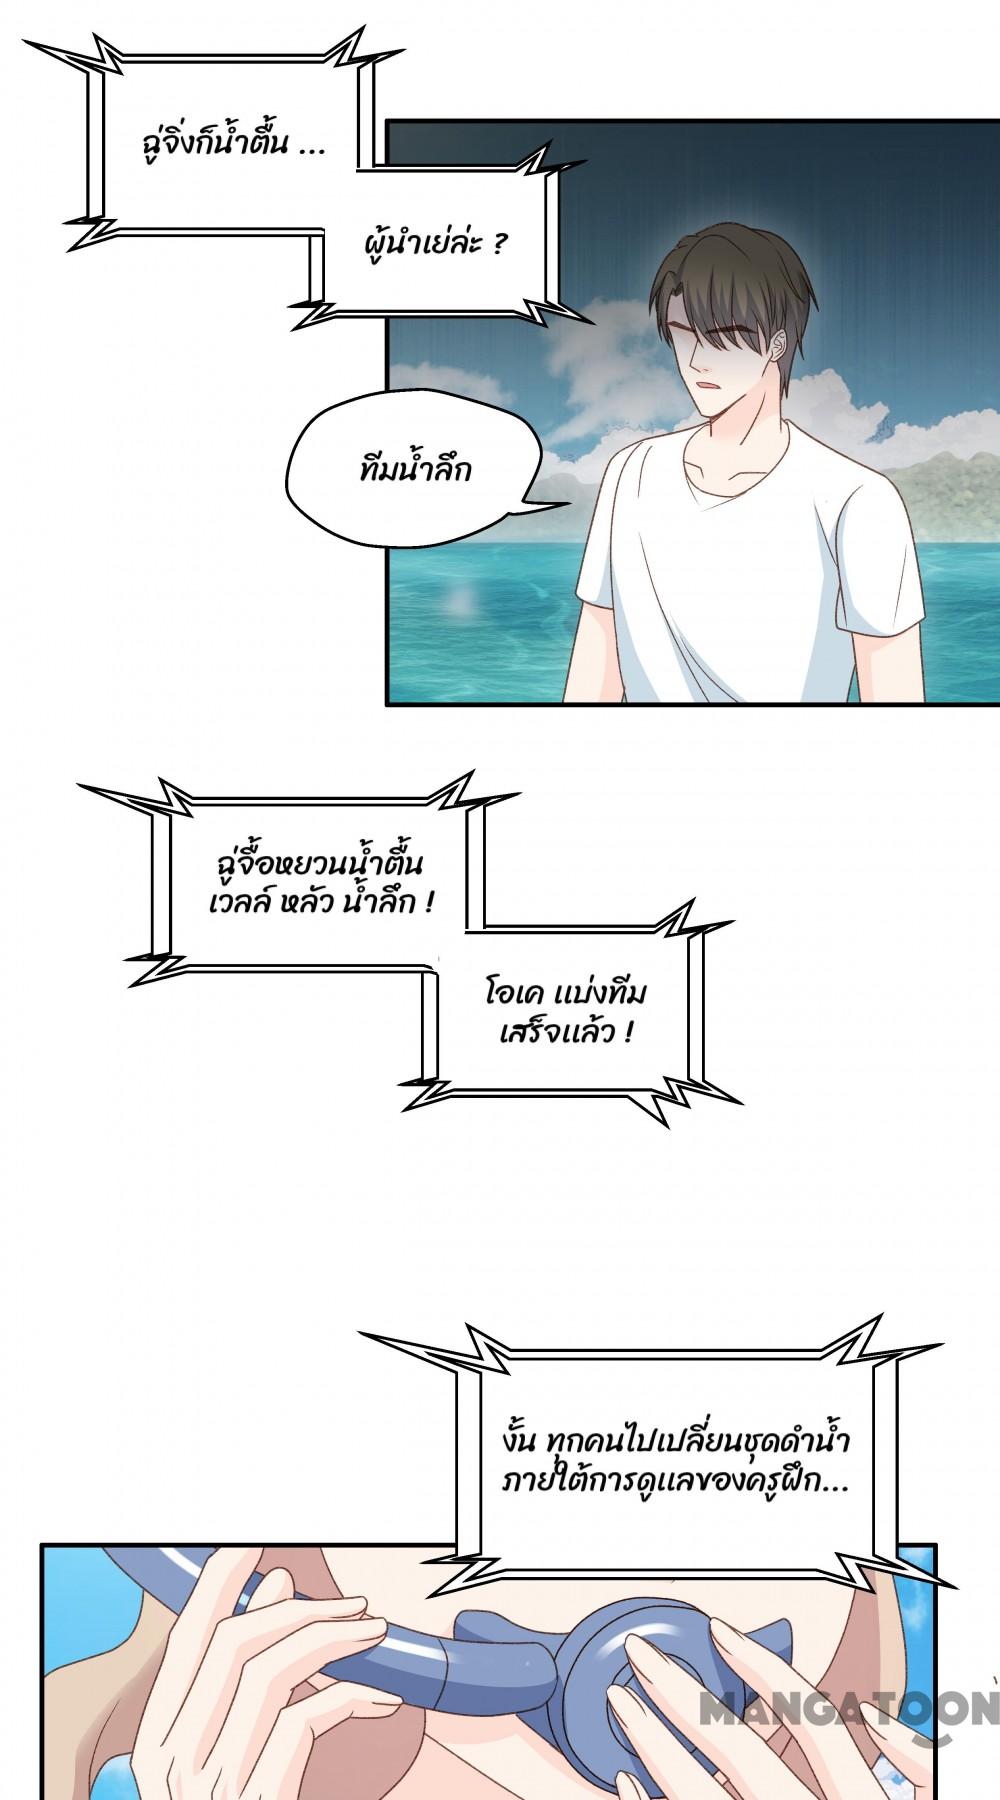 ฉู่จิ่งก็น้ำตื้น ...
ผู้นำเย่ล่ะ ?
ทีมน้ำลึก
ฉู่จื้อหยวนน้ำตื้น
เวลล์ หลัว น้ำลึก !
โอเค แบ่งทีม
เสร็จแล้ว !
งั้น ทุกคนไปเปลี่ยนชุดดำน้ำ
ภายใต้การดูแลของครูฝึก...
MANGATOON